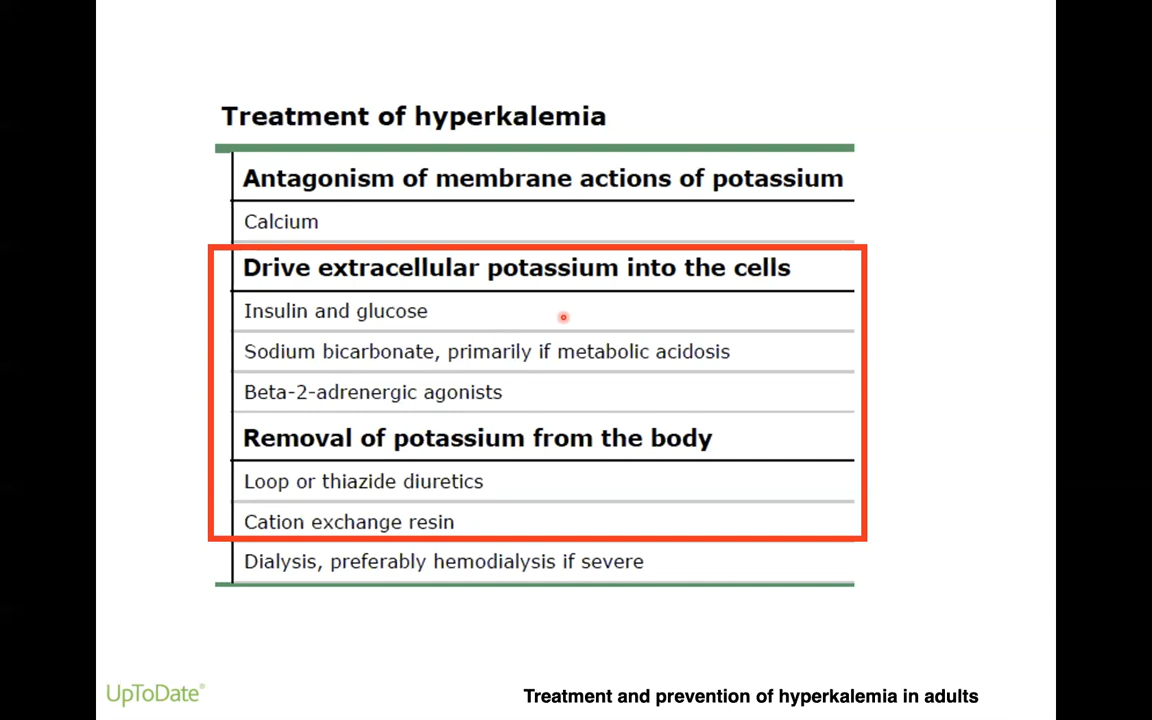 Treatment of hyperkalemia
Antagonism of membrane actions of potassium
Calcium
Drive extracellular potassium into the cells
Insulin and glucose
Sodium bicarbonate, primarily if metabolic acidosis
Beta-2-adrenergic agonists
Removal of potassium from the body
Loop or thiazide diuretics
Cation exchange resin
Dialysis, preferably hemodialysis if severe
UpToDate®
Treatment and prevention of hyperkalemia in adults